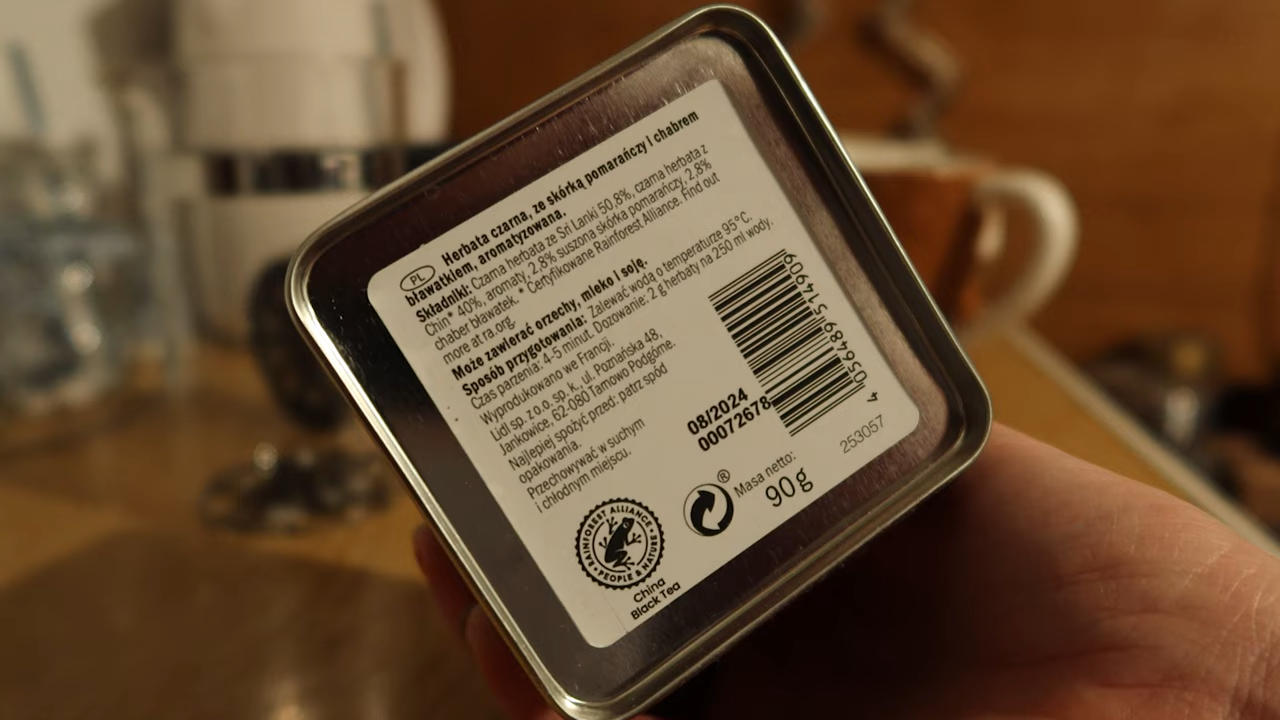 PL Herbata czarna, ze skórką pomarańczy i chabrem
bławatkiem, aromatyzowana.
Składniki: Czarna herbata ze Sri Lanki 50,8%, czarna herbata z
Chin* 40%, aromaty, 2,8% suszona skórka pomarańczy, 2,8%
chaber bławatek. * Certyfikowane Rainforest Alliance. Find out
more at ra.org.
Może zawierać orzechy, mleko i soję.
Sposób przygotowania: Zalewać wodą o temperaturze 95°C.
Czas parzenia: 4-5 minut. Dozowanie: 2 g herbaty na 250 ml wody.
Wyprodukowano we Francji.
Lidl sp. z o.o. sp. k., ul. Poznańska 48,
Jankowice, 62-080 Tarnowo Podgórne.
Najlepiej spożyć przed: patrz spód
opakowania.
Przechowywać w suchym
i chłodnym miejscu.
08/2024
00072678
4 056489 514909
253057
Masa netto:
90 g
®
RAINFOREST ALLIANCE
PEOPLE & NATURE
China
Black Tea